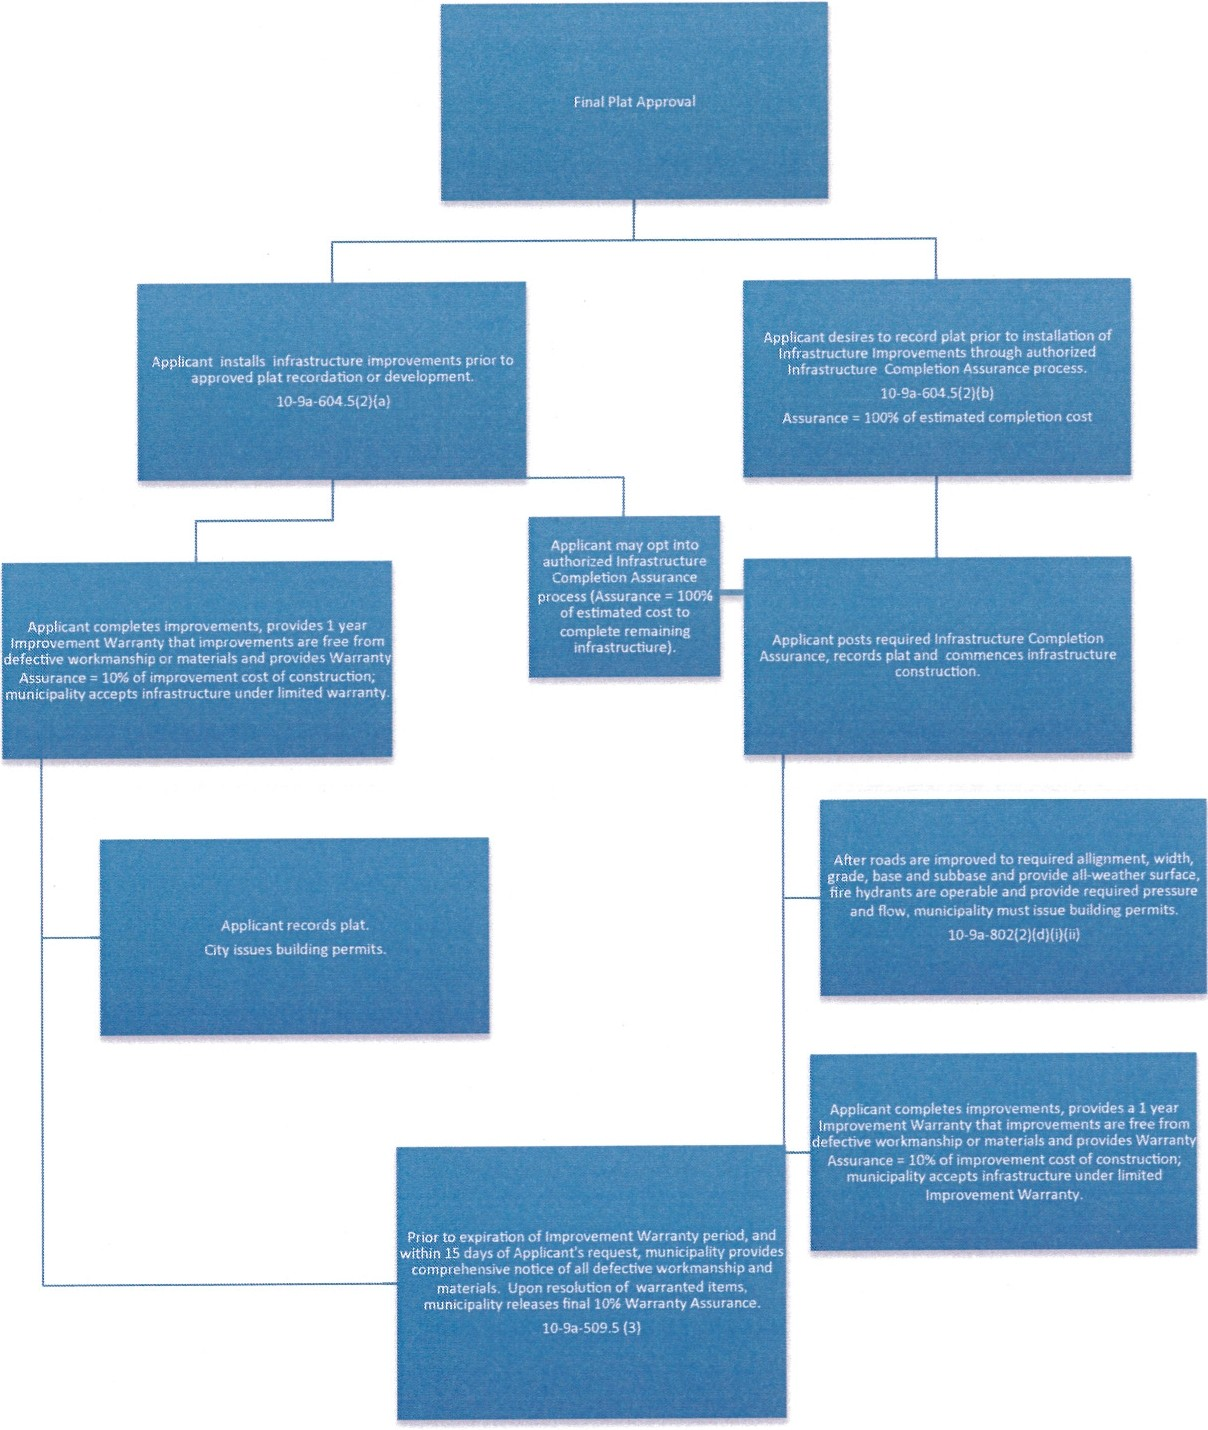 Final Plat Approval
Applicant installs infrastructure improvements prior to
approved plat recordation or development.
10-9a-604.5(2)(a)
Applicant desires to record plat prior to installation of
Infrastructure Improvements through authorized
Infrastructure Completion Assurance process.
10-9a-604.5(2)(b)
Assurance = 100% of estimated completion cost
Applicant may opt into
authorized Infrastructure
Completion Assurance
process (Assurance = 100%
of estimated cost to
complete remaining
infrastructiure).
Applicant completes improvements, provides 1 year
Improvement Warranty that improvements are free from
defective workmanship or materials and provides Warranty
Assurance = 10% of improvement cost of construction;
municipality accepts infrastructure under limited warranty.
Applicant posts required Infrastructure Completion
Assurance, records plat and commences infrastructure
construction.
Applicant records plat.
City issues building permits.
After roads are improved to required allignment, width,
grade, base and subbase and provide all-weather surface,
fire hydrants are operable and provide required pressure
and flow, municipality must issue building permits.
10-9a-802(2)(d)(i)(ii)
Applicant completes improvements, provides a 1 year
Improvement Warranty that improvements are free from
defective workmanship or materials and provides Warranty
Assurance = 10% of improvement cost of construction;
municipality accepts infrastructure under limited
Improvement Warranty.
Prior to expiration of Improvement Warranty period, and
within 15 days of Applicant's request, municipality provides
comprehensive notice of all defective workmanship and
materials. Upon resolution of warranted items,
municipality releases final 10% Warranty Assurance.
10-9a-509.5 (3)